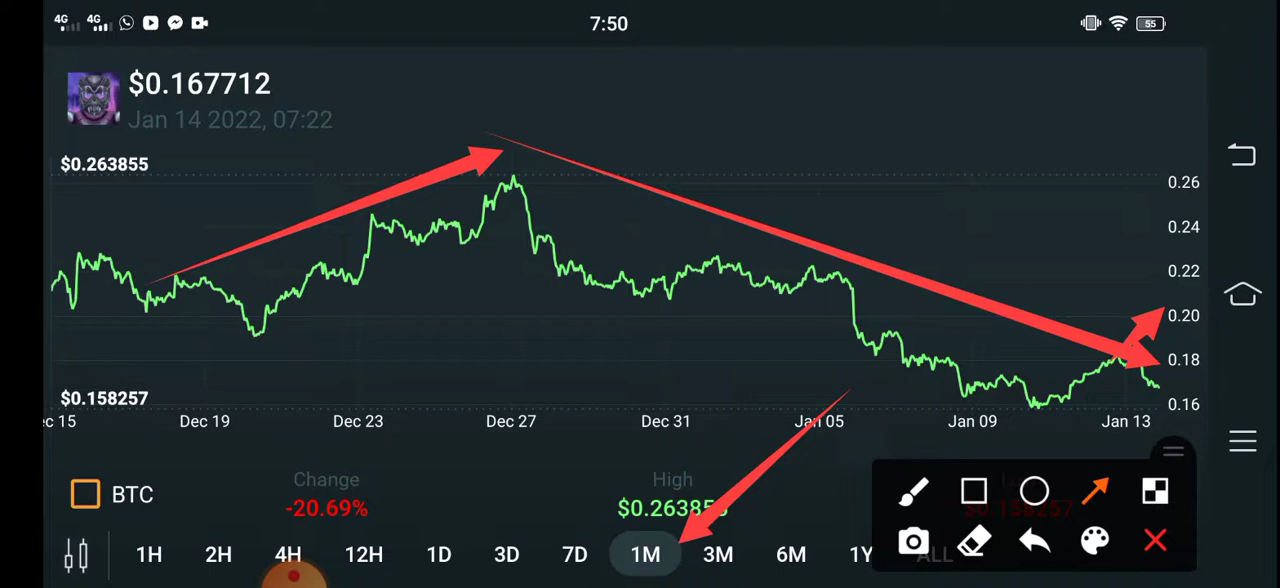 4G 4G 7:50 55
$0.167712
Jan 14 2022, 07:22
$0.263855
0.26
0.24
0.22
0.20
0.18
0.16
$0.158257
Dec 19 Dec 23 Dec 27 Dec 31 Jan 05 Jan 09 Jan 13
BTC
Change
-20.69%
High
$0.263855
1H 2H 4H 12H 1D 3D 7D 1M 3M 6M 1Y ALL